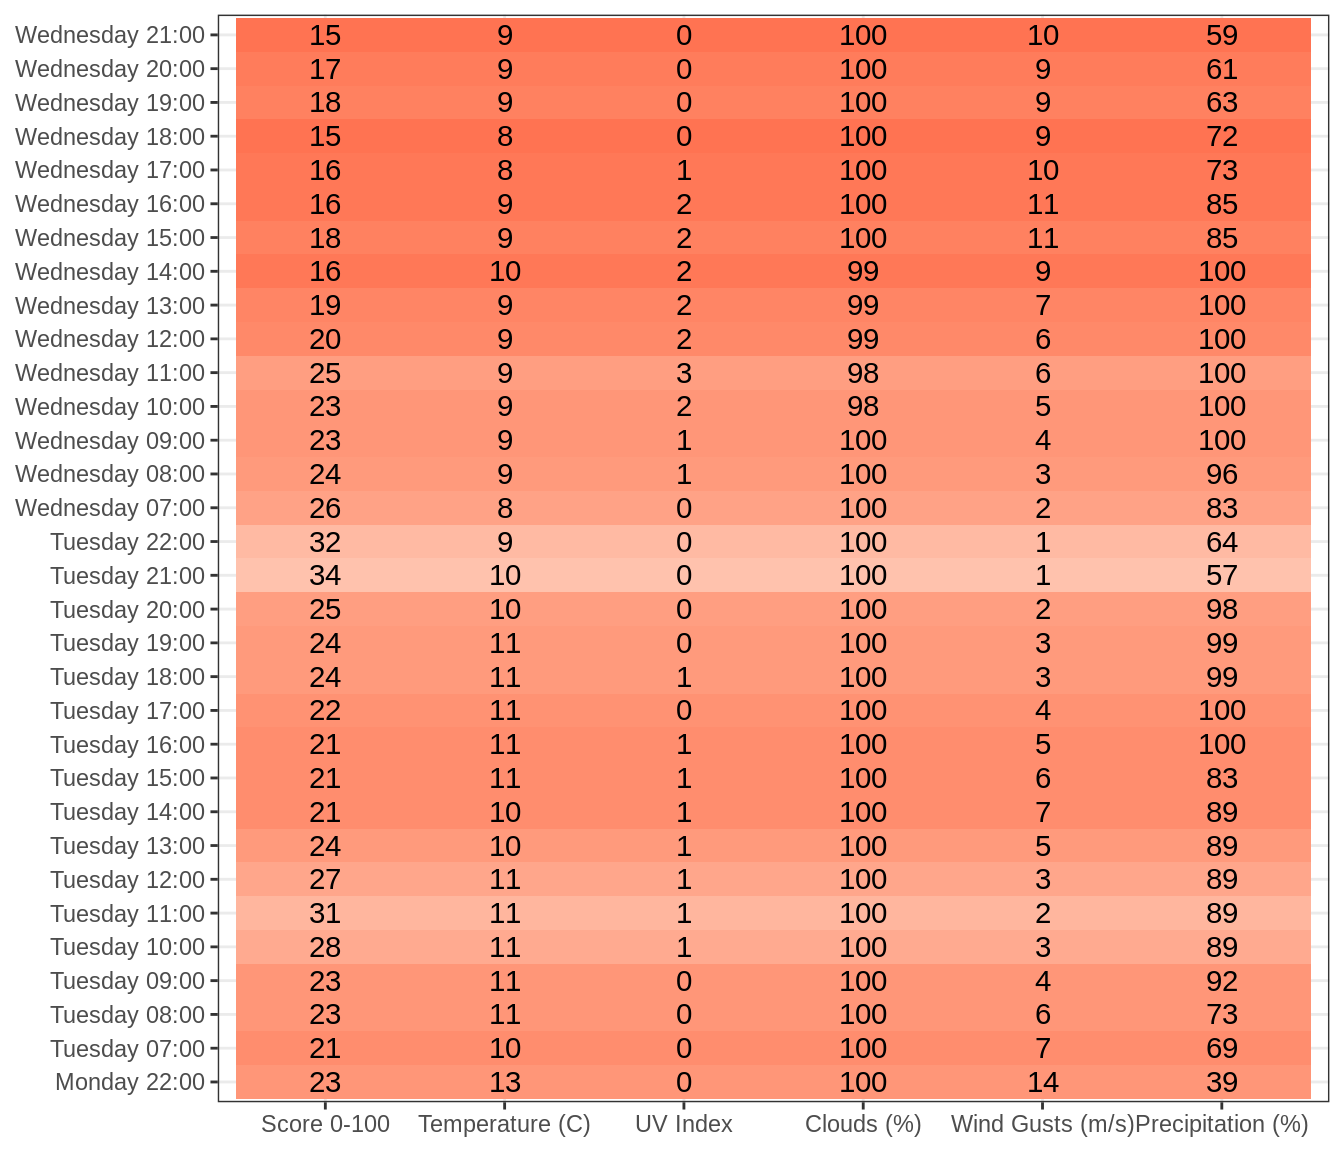 Wednesday 21:00 15 9 0 100 10 59
Wednesday 20:00 17 9 0 100 9 61
Wednesday 19:00 18 9 0 100 9 63
Wednesday 18:00 15 8 0 100 9 72
Wednesday 17:00 16 8 1 100 10 73
Wednesday 16:00 16 9 2 100 11 85
Wednesday 15:00 18 9 2 100 11 85
Wednesday 14:00 16 10 2 99 9 100
Wednesday 13:00 19 9 2 99 7 100
Wednesday 12:00 20 9 2 99 6 100
Wednesday 11:00 25 9 3 98 6 100
Wednesday 10:00 23 9 2 98 5 100
Wednesday 09:00 23 9 1 100 4 100
Wednesday 08:00 24 9 1 100 3 96
Wednesday 07:00 26 8 0 100 2 83
Tuesday 22:00 32 9 0 100 1 64
Tuesday 21:00 34 10 0 100 1 57
Tuesday 20:00 25 10 0 100 2 98
Tuesday 19:00 24 11 0 100 3 99
Tuesday 18:00 24 11 1 100 3 99
Tuesday 17:00 22 11 0 100 4 100
Tuesday 16:00 21 11 1 100 5 100
Tuesday 15:00 21 11 1 100 6 83
Tuesday 14:00 21 10 1 100 7 89
Tuesday 13:00 24 10 1 100 5 89
Tuesday 12:00 27 11 1 100 3 89
Tuesday 11:00 31 11 1 100 2 89
Tuesday 10:00 28 11 1 100 3 89
Tuesday 09:00 23 11 0 100 4 92
Tuesday 08:00 23 11 0 100 6 73
Tuesday 07:00 21 10 0 100 7 69
Monday 22:00 23 13 0 100 14 39
Score 0-100 Temperature (C) UV Index Clouds (%) Wind Gusts (m/s) Precipitation (%)